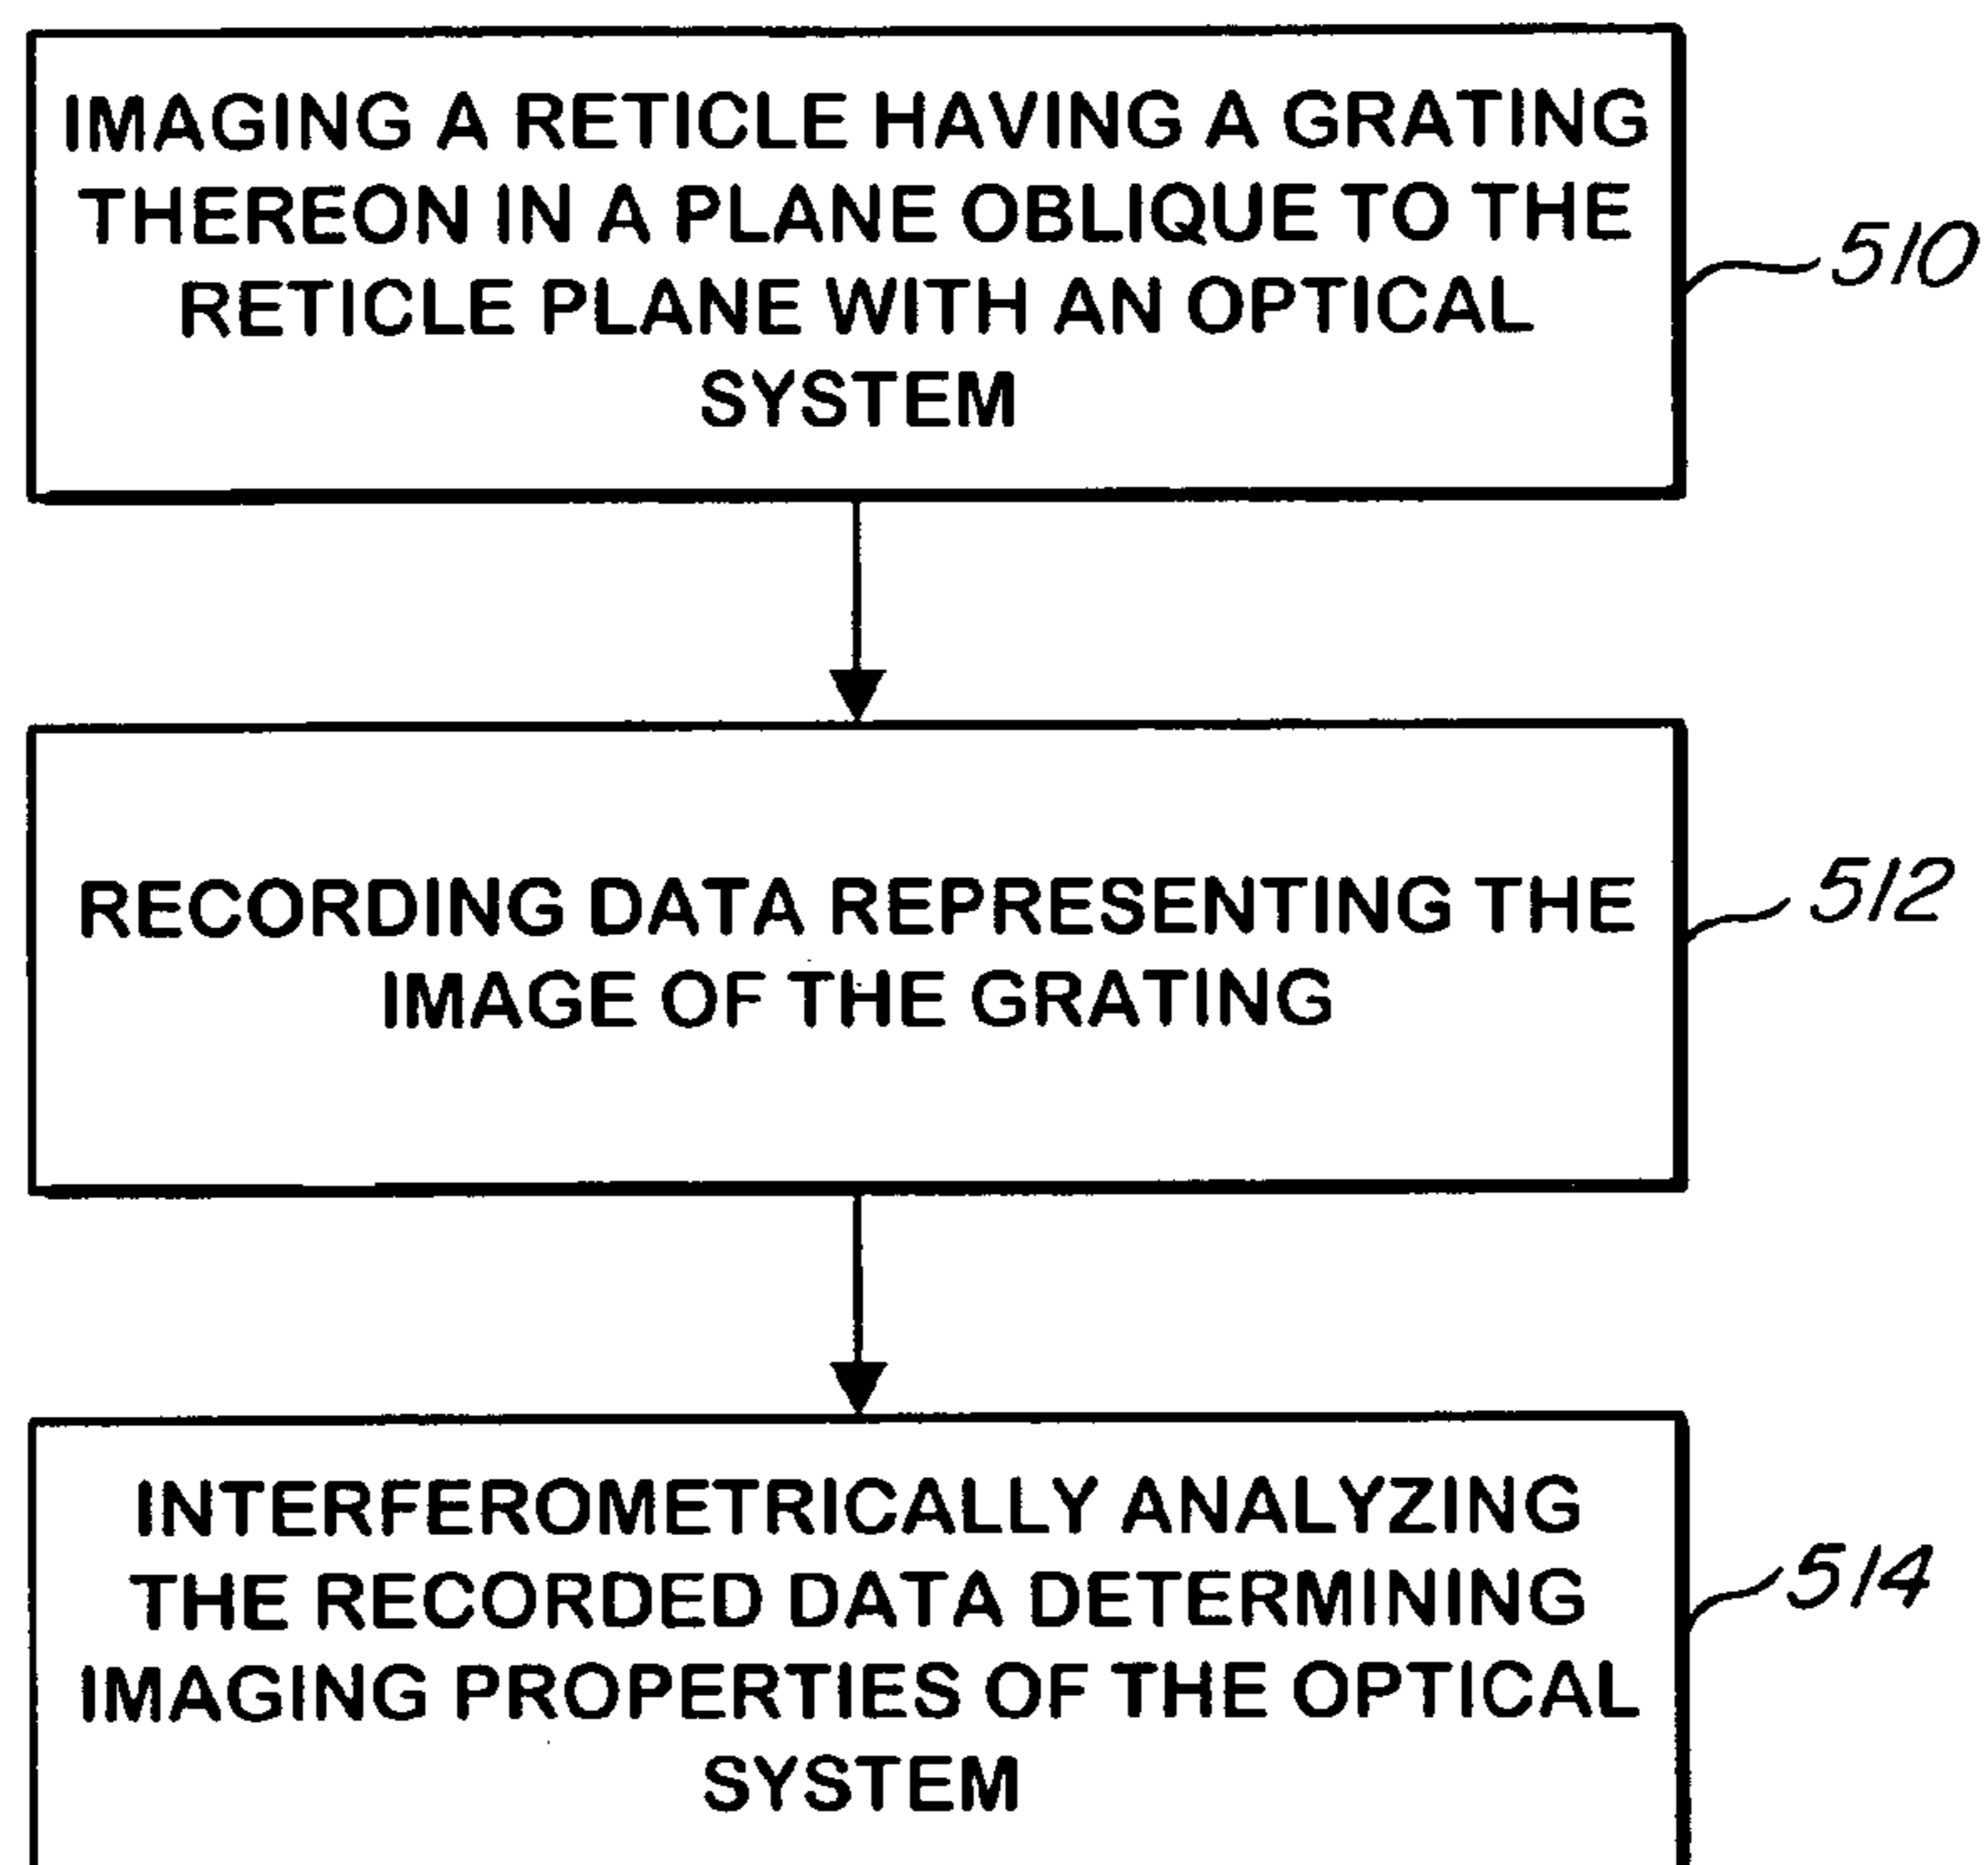 IMAGING A RETICLE HAVING A GRATING
THEREON IN A PLANE OBLIQUE TO THE
RETICLE PLANE WITH AN OPTICAL
SYSTEM
510
RECORDING DATA REPRESENTING THE
IMAGE OF THE GRATING
512
INTERFEROMETRICALLY ANALYZING
THE RECORDED DATA DETERMINING
IMAGING PROPERTIES OF THE OPTICAL
SYSTEM
514